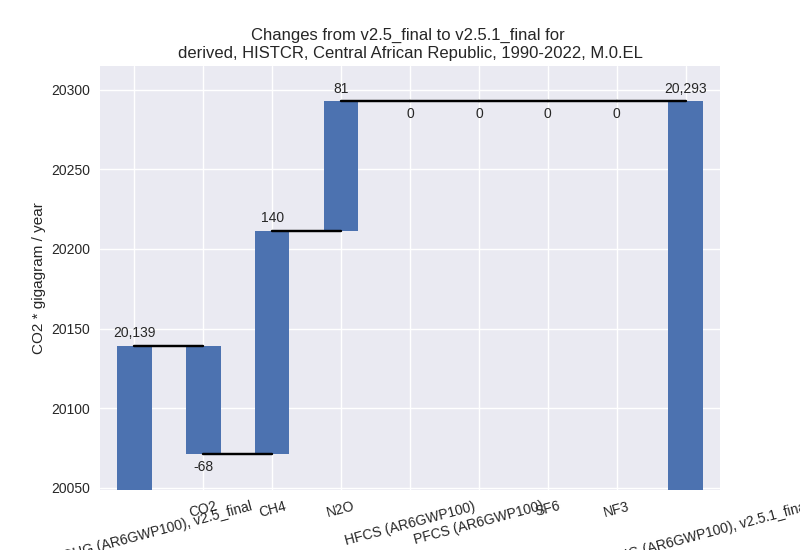 Changes from v2.5_final to v2.5.1_final for
derived, HISTCR, Central African Republic, 1990-2022, M.0.EL
CO2 * gigagram / year
20300
20250
20200
20150
20100
20050
20,139
-68
140
81
0
0
0
0
20,293
(AR6GWP100), v2.5_final
CO2
CH4
N2O
HFCS (AR6GWP100)
PFCS (AR6GWP100)
SF6
NF3
(AR6GWP100), v2.5.1_fina